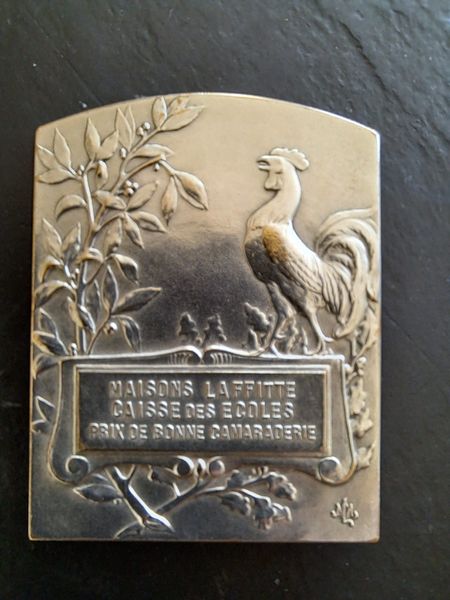 MAISONS LAFFITTE
CAISSE DES ECOLES
PRIX DE BONNE CAMARADERIE